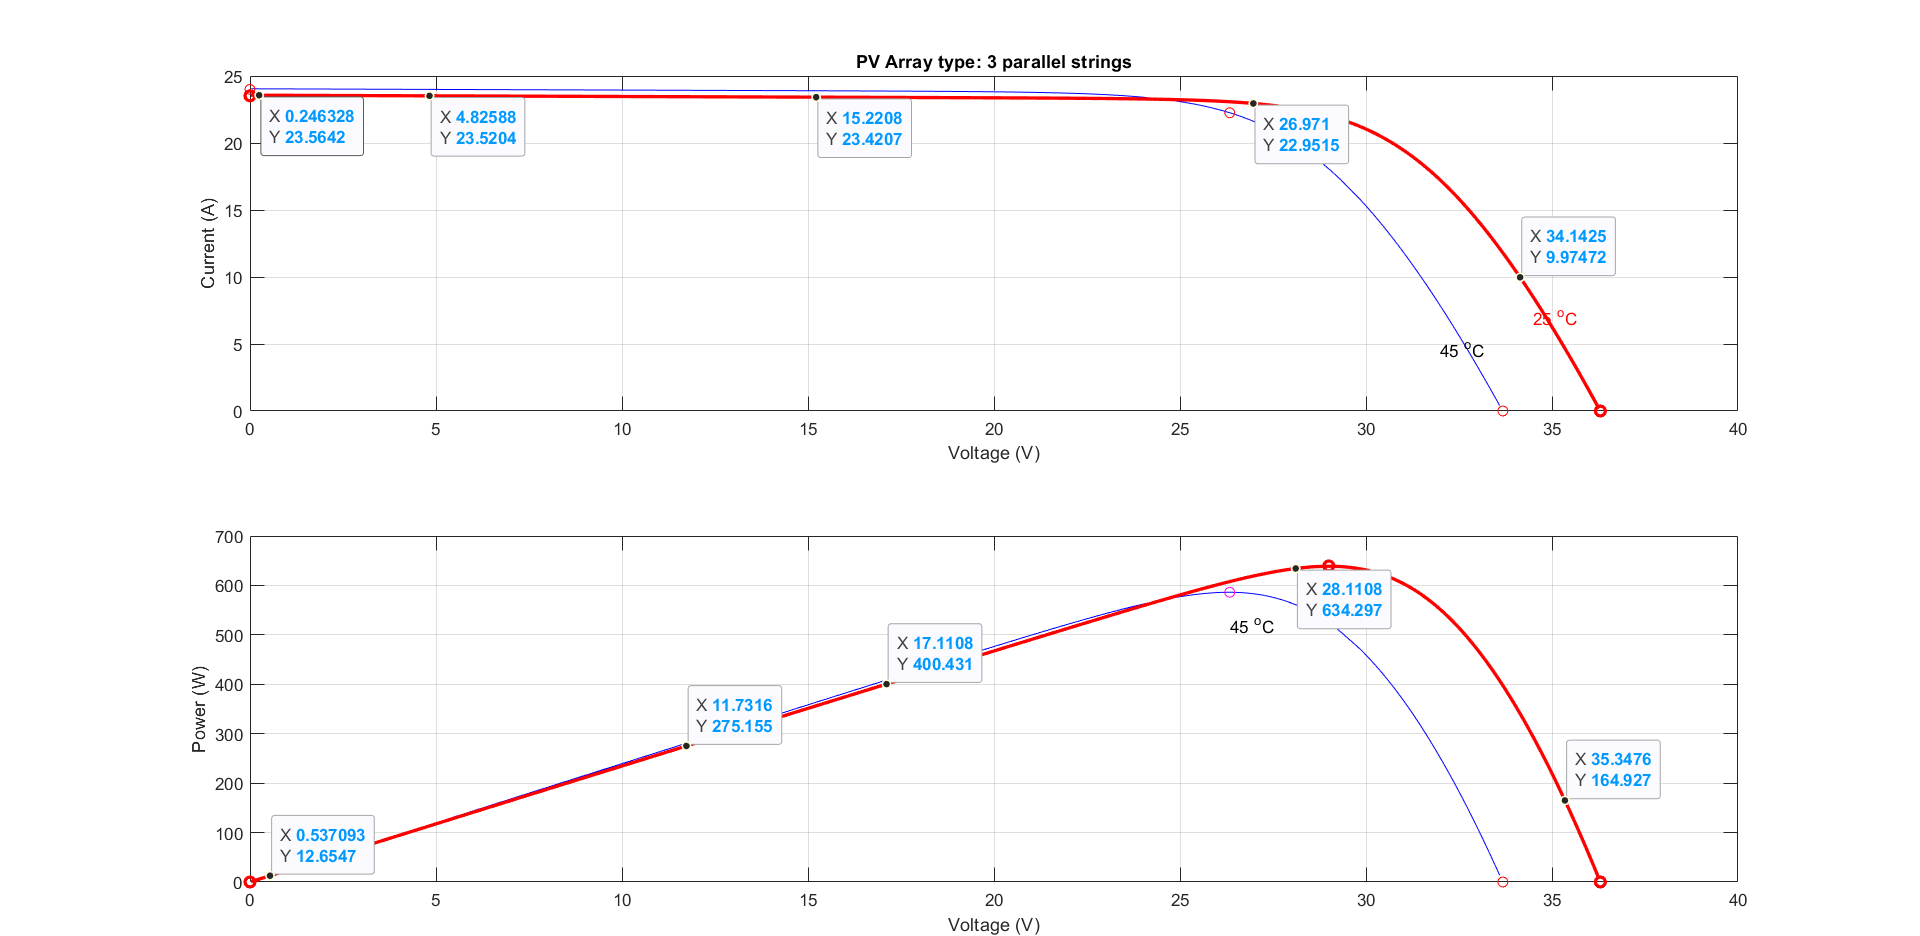 PV Array type: 3 parallel strings
25
20
15
10
5
0
Current (A)
X 0.246328
Y 23.5642
X 4.82588
Y 23.5204
X 15.2208
Y 23.4207
X 26.971
Y 22.9515
X 34.1425
Y 9.97472
25 °C
45 °C
0 5 10 15 20 25 30 35 40
Voltage (V)
700
600
500
400
300
200
100
0
Power (W)
X 28.1108
Y 634.297
45 °C
X 17.1108
Y 400.431
X 11.7316
Y 275.155
X 35.3476
Y 164.927
X 0.537093
Y 12.6547
0 5 10 15 20 25 30 35 40
Voltage (V)